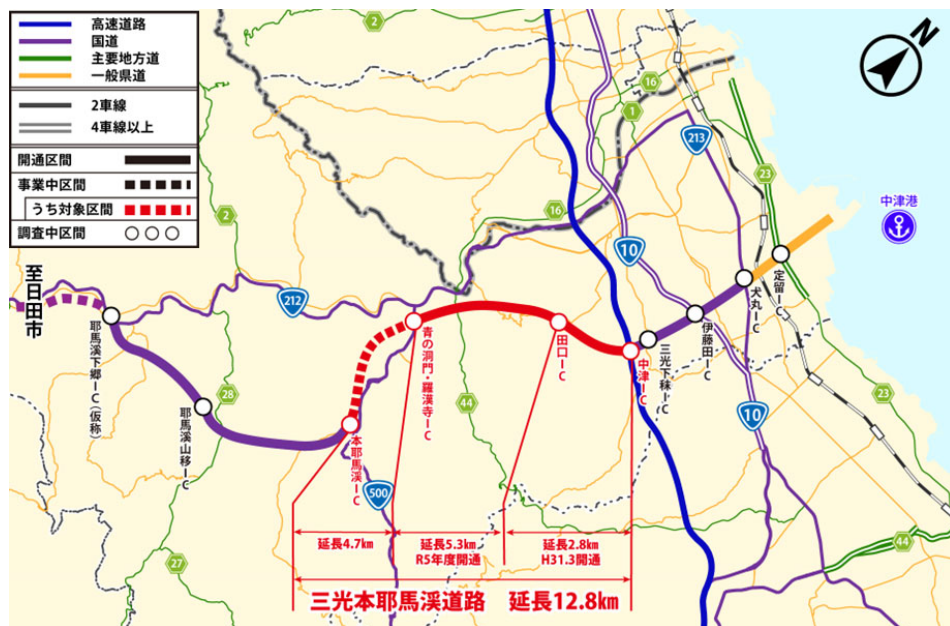 高速道路
国道
主要地方道
一般県道
2車線
4車線以上
開通区間
事業中区間
うち対象区間
調査中区間
N
2
16
1
213
23
中津港
2
16
10
至日田市
212
定留IC
犬丸IC
伊藤田IC
三光下秣IC
中津IC
田口IC
青の洞門・羅漢寺IC
本耶馬渓IC
耶馬溪山移IC
耶馬溪下郷IC(仮称)
28
44
23
10
500
27
44
延長4.7㎞
延長5.3㎞
R5年度開通
延長2.8㎞
H31.3開通
三光本耶馬渓道路 延長12.8㎞